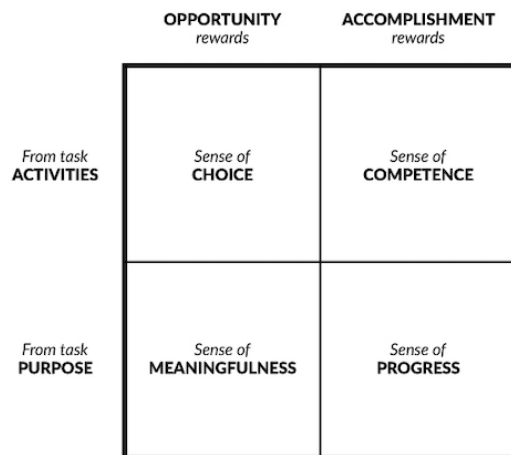 OPPORTUNITY
rewards
ACCOMPLISHMENT
rewards
From task
ACTIVITIES
Sense of
CHOICE
Sense of
COMPETENCE
From task
PURPOSE
Sense of
MEANINGFULNESS
Sense of
PROGRESS